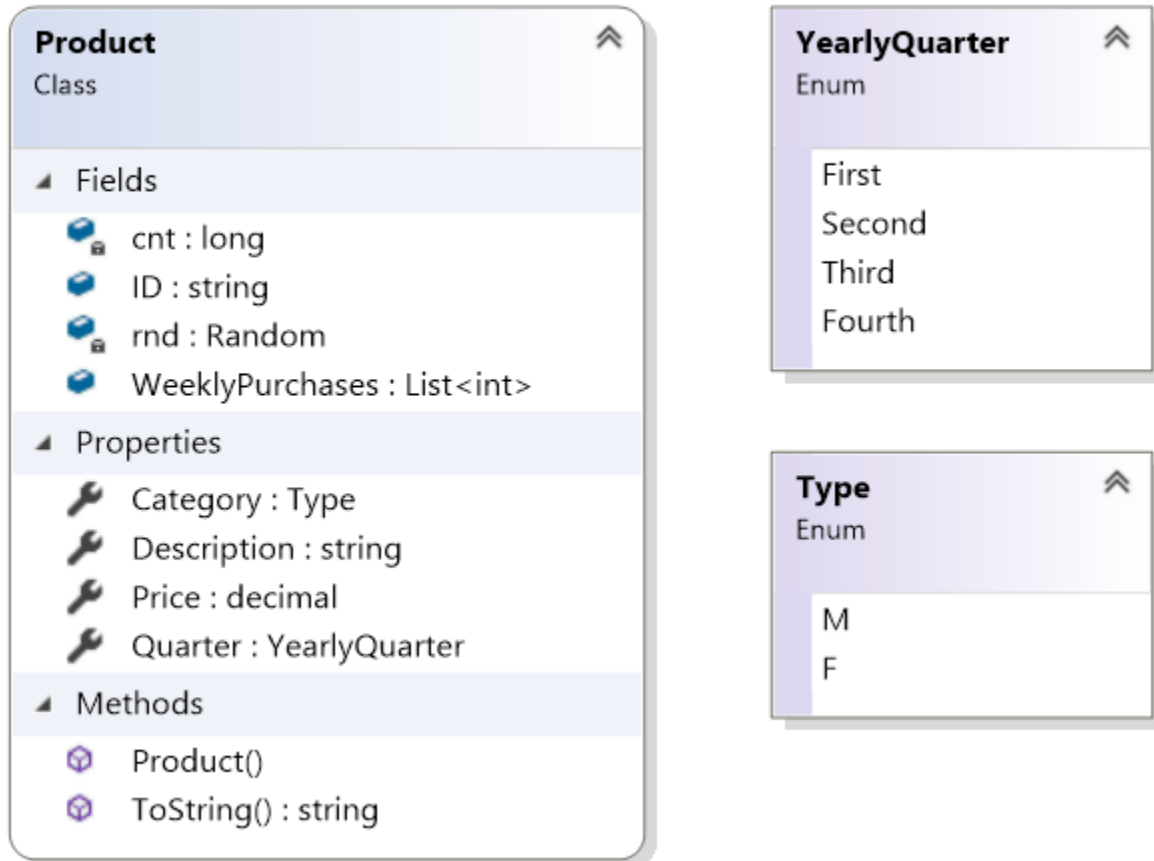 Product
Class
Fields
cnt : long
ID : string
rnd : Random
WeeklyPurchases : List<int>
Properties
Category : Type
Description : string
Price : decimal
Quarter : YearlyQuarter
Methods
Product()
ToString() : string
YearlyQuarter
Enum
First
Second
Third
Fourth
Type
Enum
M
F